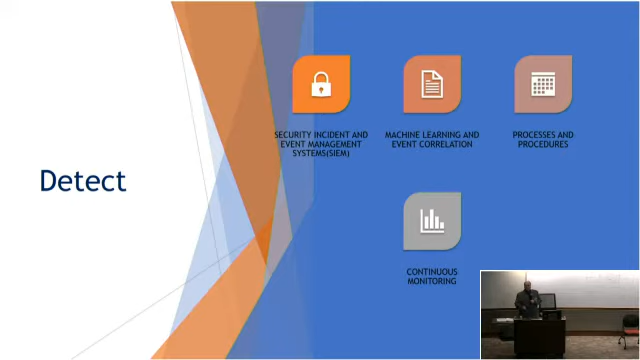 Detect
SECURITY INCIDENT AND
EVENT MANAGEMENT
SYSTEMS(SIEM)
MACHINE LEARNING AND
EVENT CORRELATION
PROCESSES AND
PROCEDURES
CONTINUOUS
MONITORING